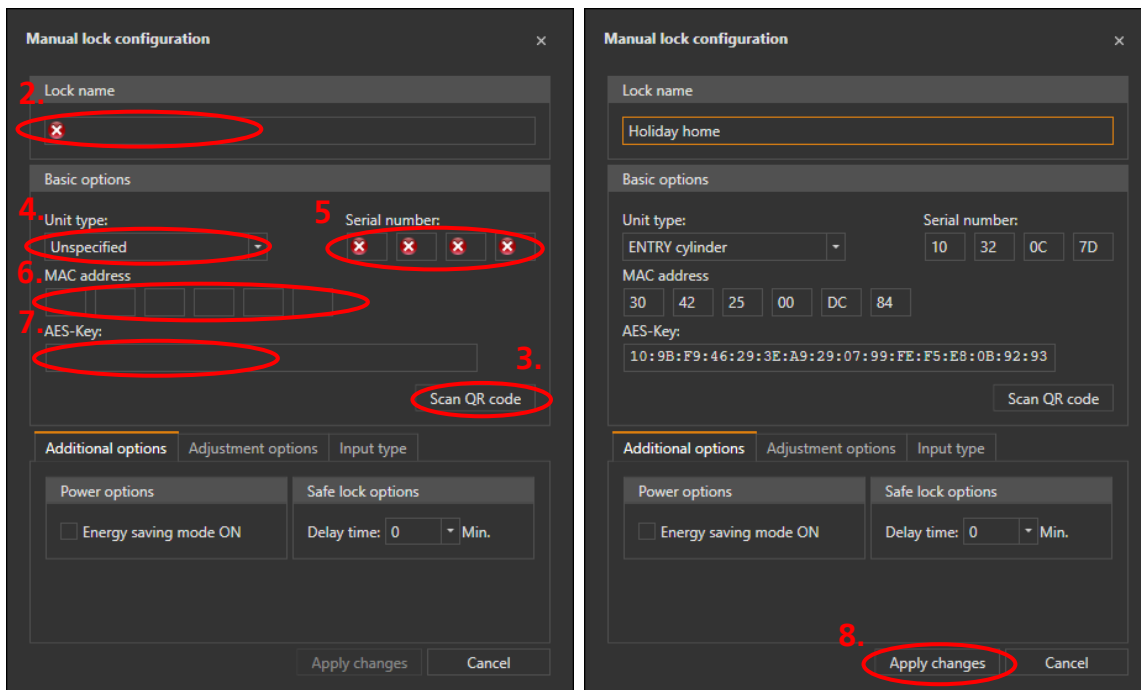 Manual lock configuration
2. Lock name
Basic options
4. Unit type: 5 Serial number:
Unspecified
6. MAC address
7. AES-Key:
3.
Scan QR code
Additional options Adjustment options Input type
Power options Safe lock options
Energy saving mode ON Delay time: 0 Min.
Apply changes Cancel
Manual lock configuration
Lock name
Holiday home
Basic options
Unit type: Serial number:
ENTRY cylinder 10 32 0C 7D
MAC address
30 42 25 00 DC 84
AES-Key:
10:9B:F9:46:29:3E:A9:29:07:99:FE:F5:E8:0B:92:93
Scan QR code
Additional options Adjustment options Input type
Power options Safe lock options
Energy saving mode ON Delay time: 0 Min.
8.
Apply changes Cancel